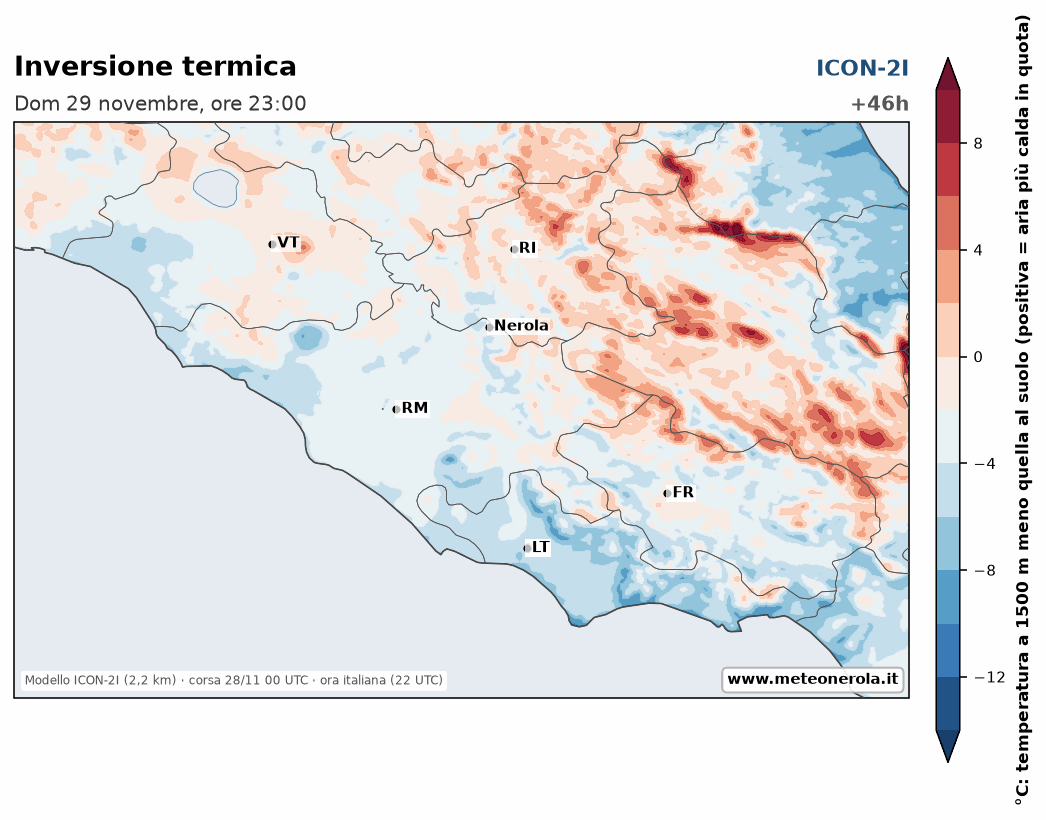 Inversione termica
ICON-2I
Dom 29 novembre, ore 23:00
+46h
VT
RI
Nerola
RM
FR
LT
Modello ICON-2I (2,2 km) · corsa 28/11 00 UTC · ora italiana (22 UTC)
www.meteonerola.it
8
4
0
−4
−8
−12
°C: temperatura a 1500 m meno quella al suolo (positiva = aria più calda in quota)